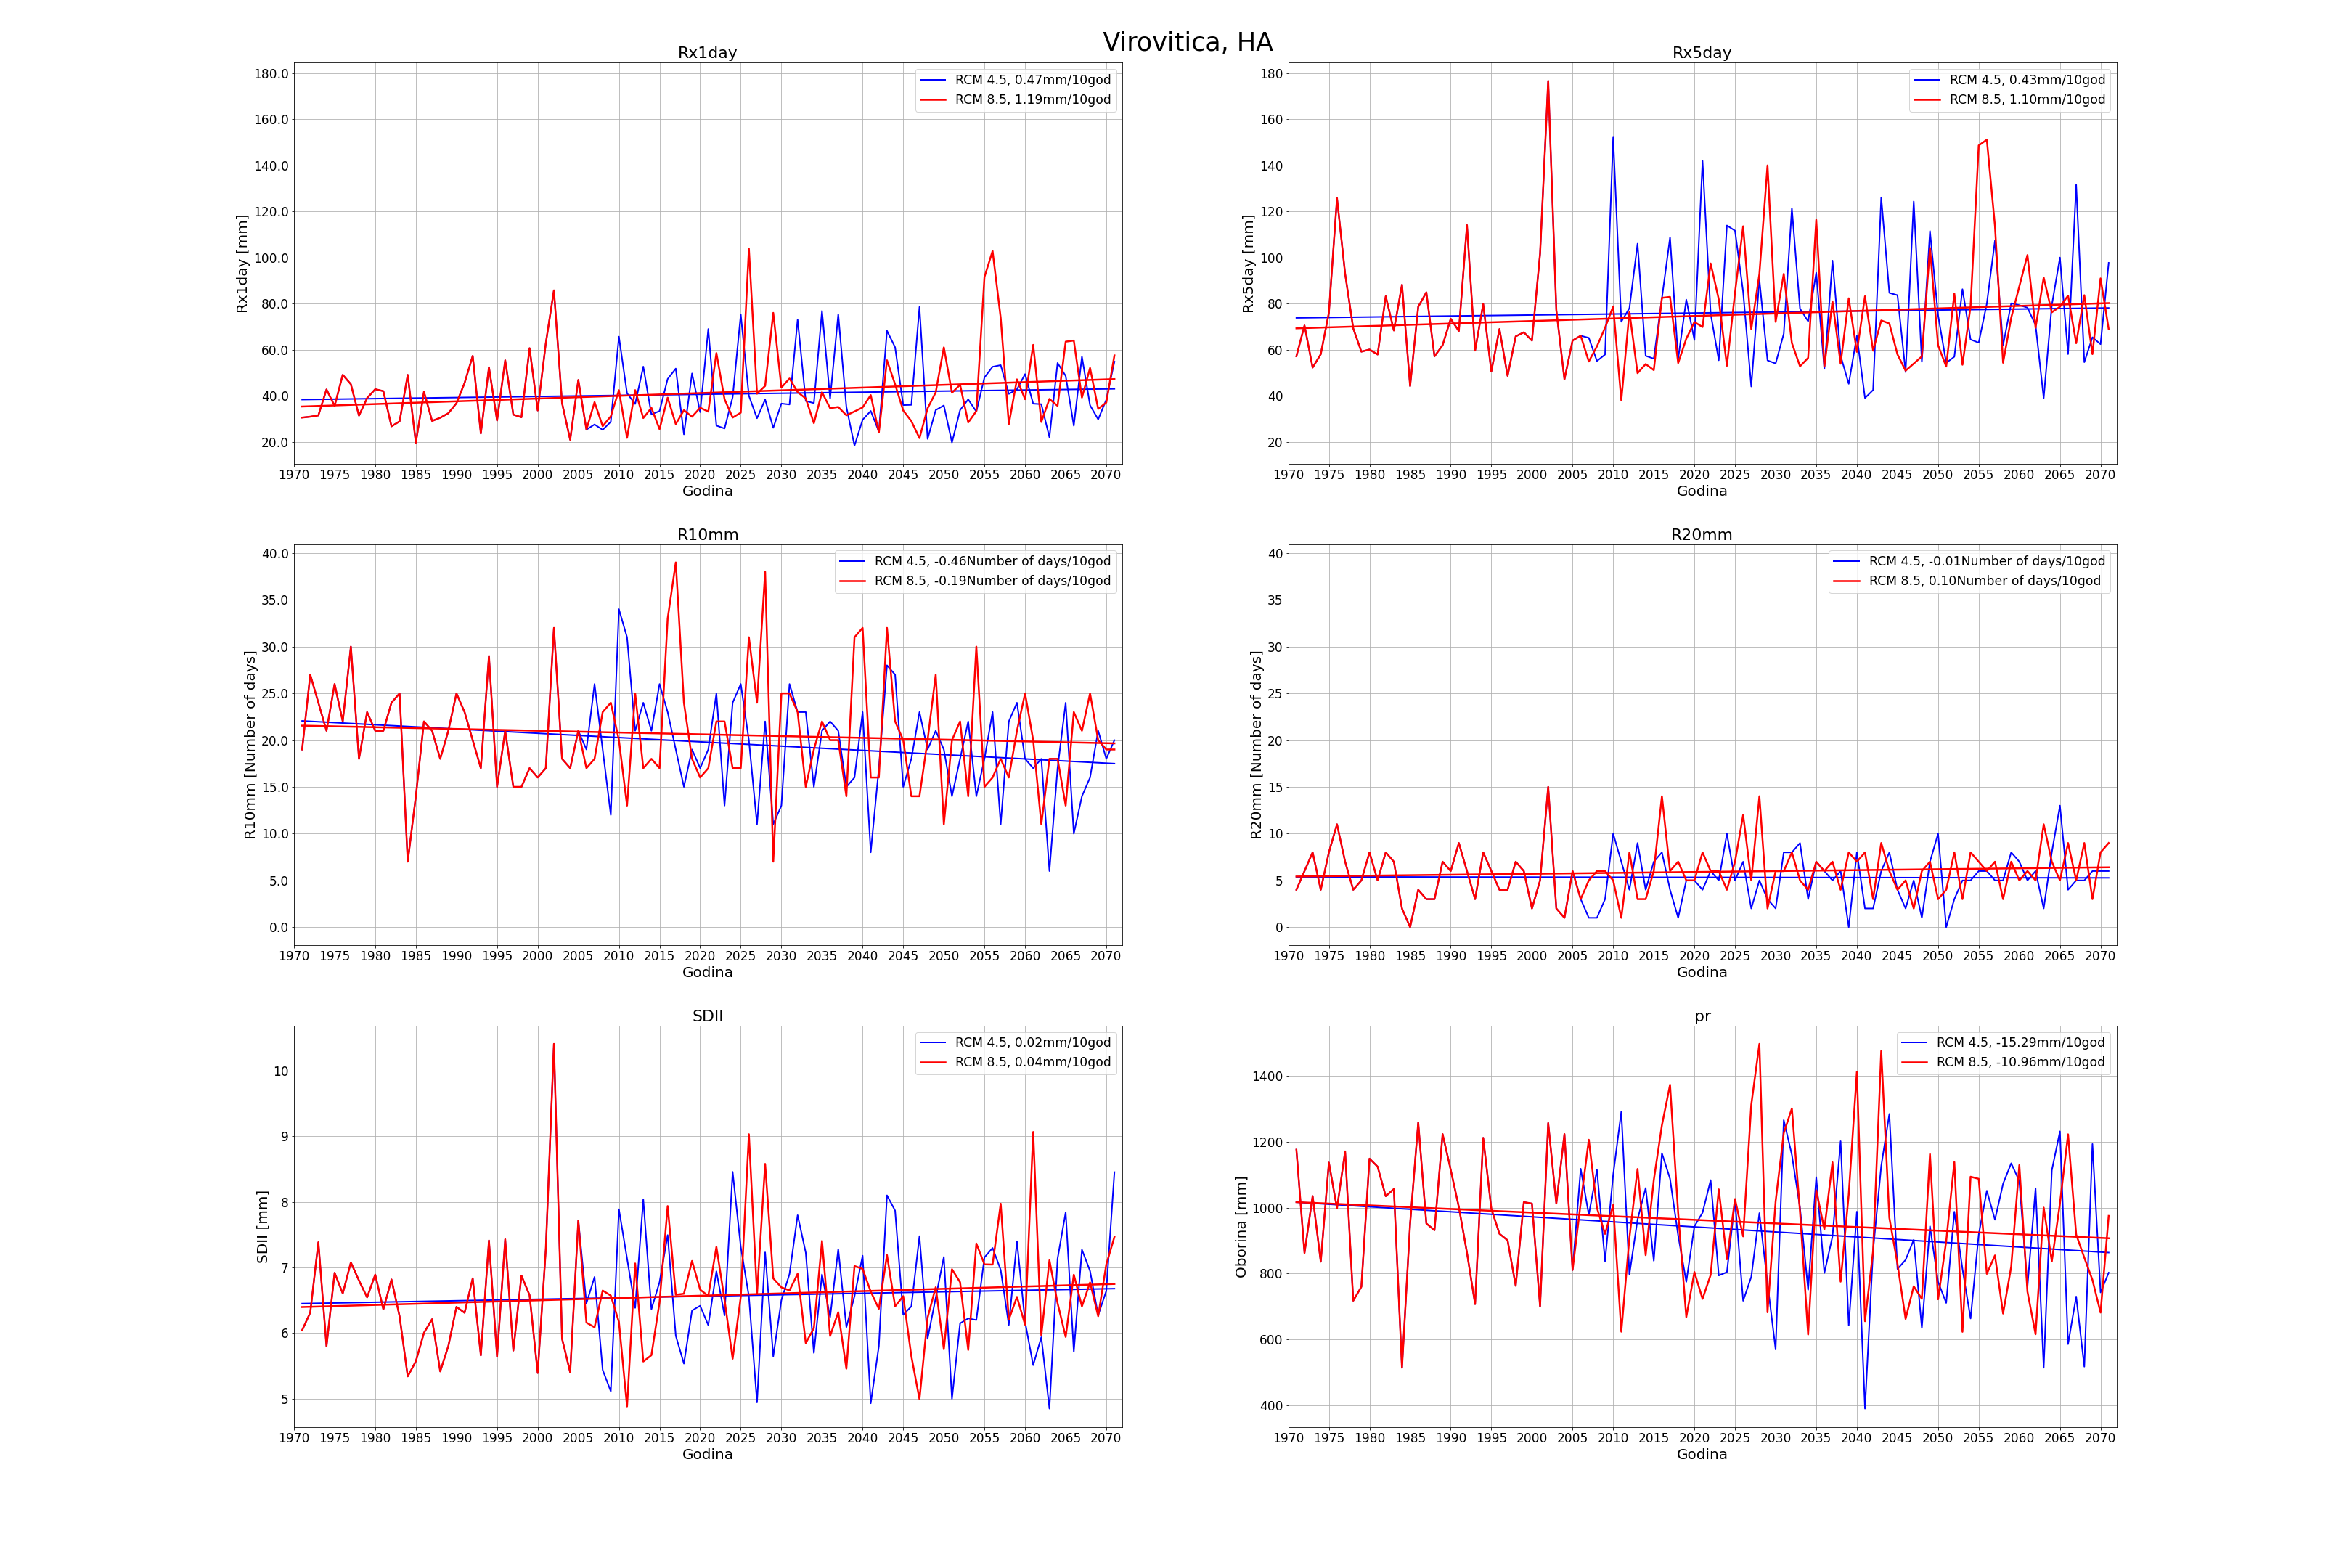 Virovitica, HA
Rx1day
180.0
160.0
140.0
120.0
100.0
80.0
60.0
40.0
20.0
Rx1day [mm]
RCM 4.5, 0.47mm/10god
RCM 8.5, 1.19mm/10god
1970 1975 1980 1985 1990 1995 2000 2005 2010 2015 2020 2025 2030 2035 2040 2045 2050 2055 2060 2065 2070
Godina
Rx5day
180
160
140
120
100
80
60
40
20
Rx5day [mm]
RCM 4.5, 0.43mm/10god
RCM 8.5, 1.10mm/10god
1970 1975 1980 1985 1990 1995 2000 2005 2010 2015 2020 2025 2030 2035 2040 2045 2050 2055 2060 2065 2070
Godina
R10mm
40.0
35.0
30.0
25.0
20.0
15.0
10.0
5.0
0.0
R10mm [Number of days]
RCM 4.5, -0.46Number of days/10god
RCM 8.5, -0.19Number of days/10god
1970 1975 1980 1985 1990 1995 2000 2005 2010 2015 2020 2025 2030 2035 2040 2045 2050 2055 2060 2065 2070
Godina
R20mm
40
35
30
25
20
15
10
5
0
R20mm [Number of days]
RCM 4.5, -0.01Number of days/10god
RCM 8.5, 0.10Number of days/10god
1970 1975 1980 1985 1990 1995 2000 2005 2010 2015 2020 2025 2030 2035 2040 2045 2050 2055 2060 2065 2070
Godina
SDII
10
9
8
7
6
5
SDII [mm]
RCM 4.5, 0.02mm/10god
RCM 8.5, 0.04mm/10god
1970 1975 1980 1985 1990 1995 2000 2005 2010 2015 2020 2025 2030 2035 2040 2045 2050 2055 2060 2065 2070
Godina
pr
1400
1200
1000
800
600
400
Oborina [mm]
RCM 4.5, -15.29mm/10god
RCM 8.5, -10.96mm/10god
1970 1975 1980 1985 1990 1995 2000 2005 2010 2015 2020 2025 2030 2035 2040 2045 2050 2055 2060 2065 2070
Godina